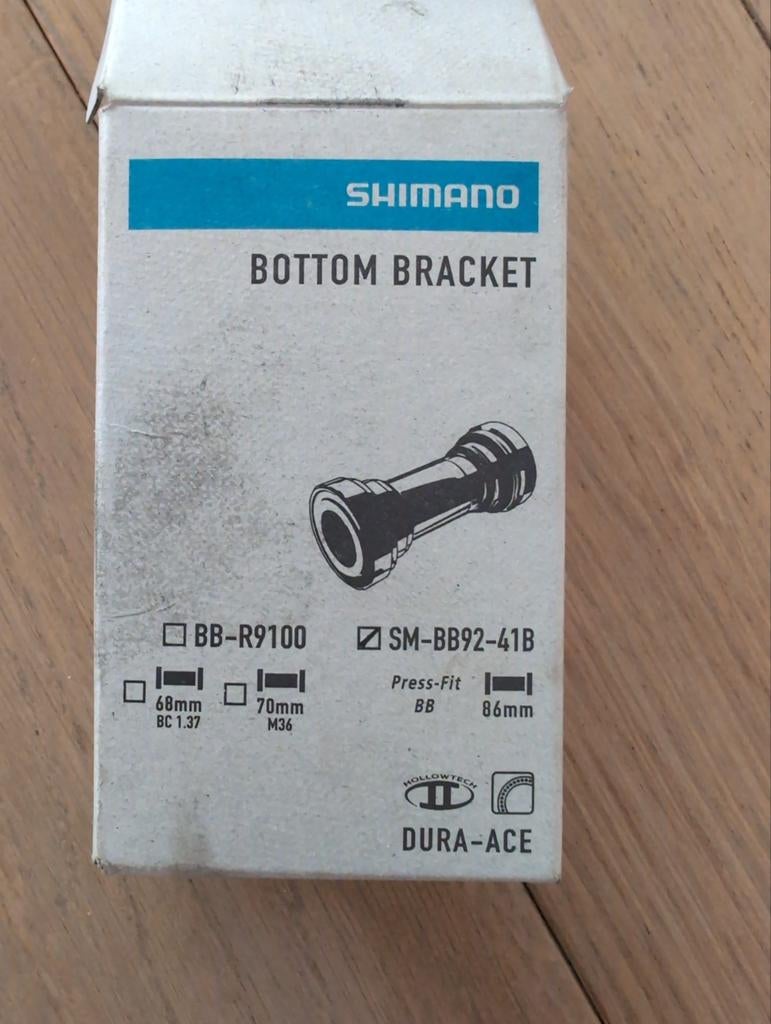 SHIMANO
BOTTOM BRACKET
BB-R9100
SM-BB92-41B
68mm
BC 1.37
70mm
M36
Press-Fit
BB
86mm
HOLLOWTECH
II
DURA-ACE